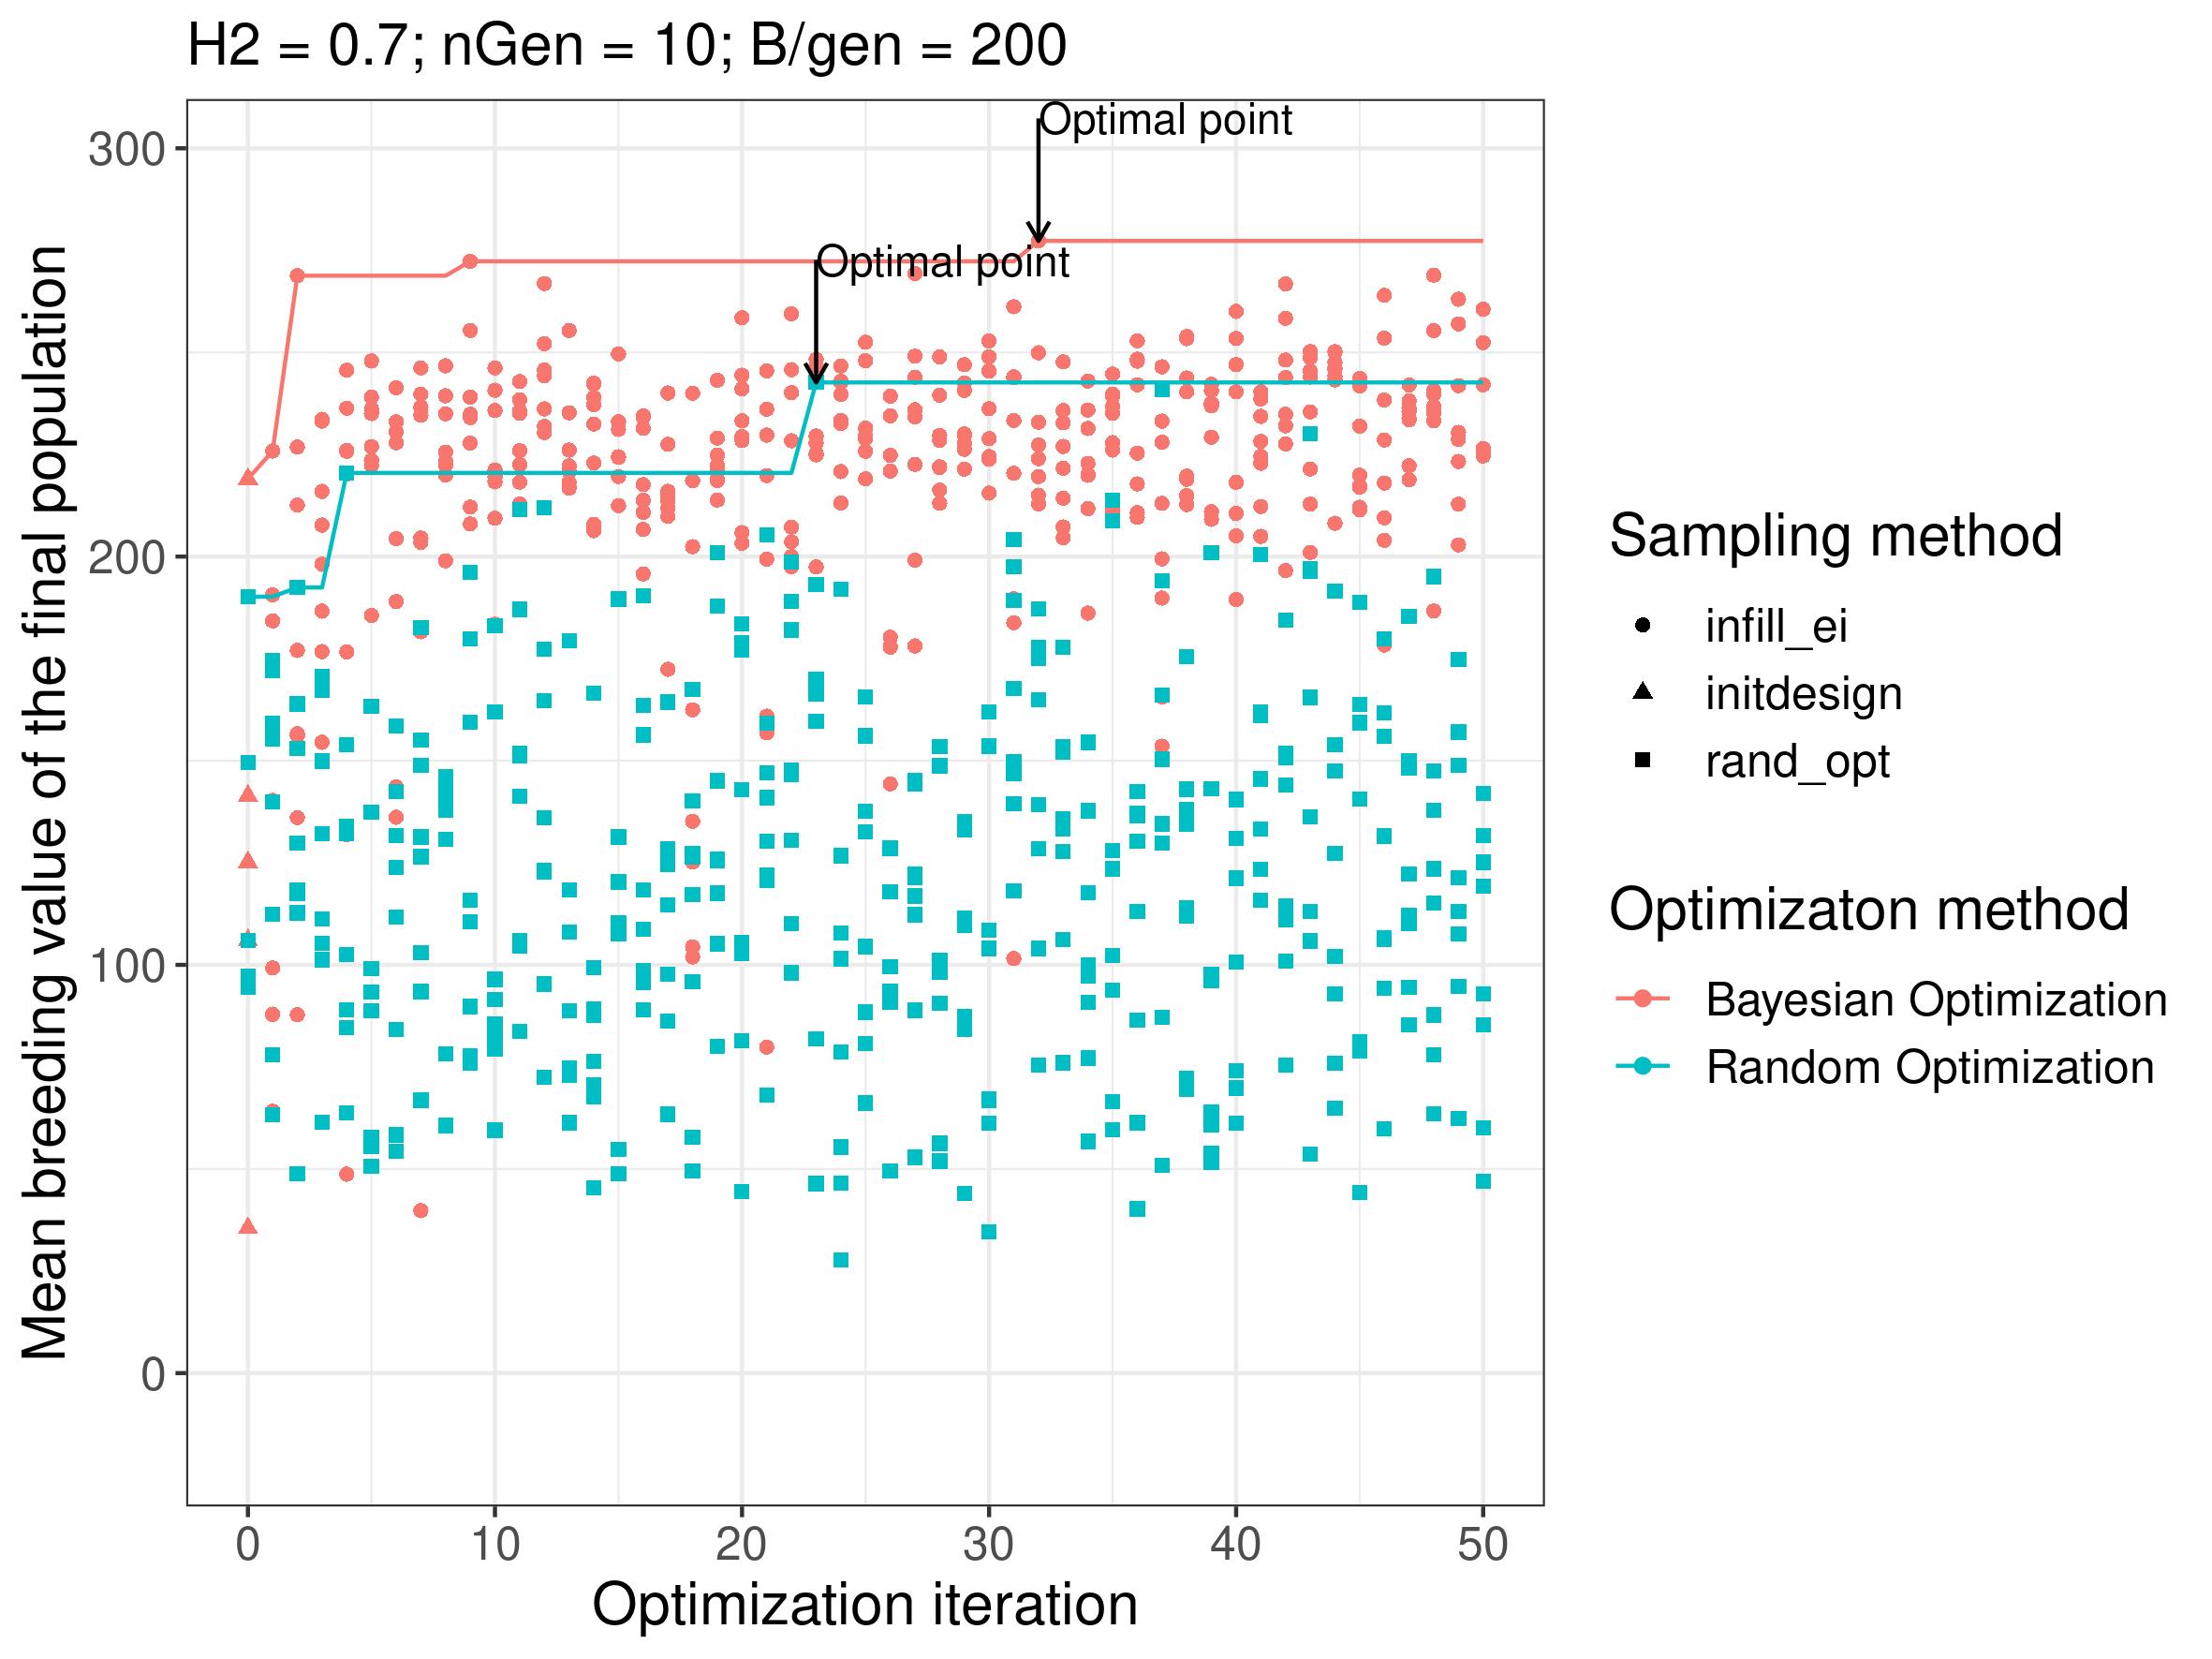 H2 = 0.7; nGen = 10; B/gen = 200
Optimal point
Optimal point
Mean breeding value of the final population
300
200
100
0
0 10 20 30 40 50
Optimization iteration
Sampling method
infill_ei
initdesign
rand_opt
Optimizaton method
Bayesian Optimization
Random Optimization